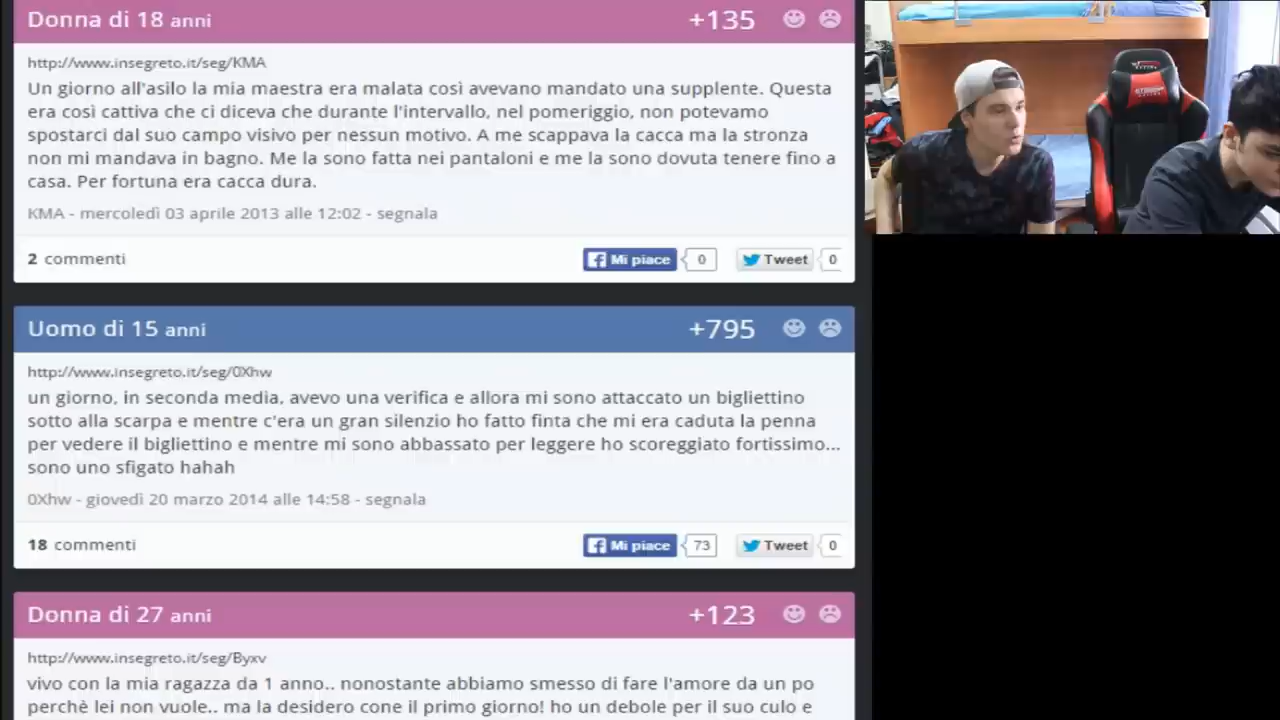 Donna di 18 anni +135
http://www.insegreto.it/seg/KMA
Un giorno all'asilo la mia maestra era malata così avevano mandato una supplente. Questa
era così cattiva che ci diceva che durante l'intervallo, nel pomeriggio, non potevamo
spostarci dal suo campo visivo per nessun motivo. A me scappava la cacca ma la stronza
non mi mandava in bagno. Me la sono fatta nei pantaloni e me la sono dovuta tenere fino a
casa. Per fortuna era cacca dura.
KMA - mercoledì 03 aprile 2013 alle 12:02 - segnala
2 commenti Mi piace 0 Tweet 0
Uomo di 15 anni +795
http://www.insegreto.it/seg/0Xhw
un giorno, in seconda media, avevo una verifica e allora mi sono attaccato un bigliettino
sotto alla scarpa e mentre c'era un gran silenzio ho fatto finta che mi era caduta la penna
per vedere il bigliettino e mentre mi sono abbassato per leggere ho scoreggiato fortissimo...
sono uno sfigato hahah
0Xhw - giovedì 20 marzo 2014 alle 14:58 - segnala
18 commenti Mi piace 73 Tweet 0
Donna di 27 anni +123
http://www.insegreto.it/seg/Byxv
vivo con la mia ragazza da 1 anno.. nonostante abbiamo smesso di fare l'amore da un po
perchè lei non vuole.. ma la desidero cone il primo giorno! ho un debole per il suo culo e